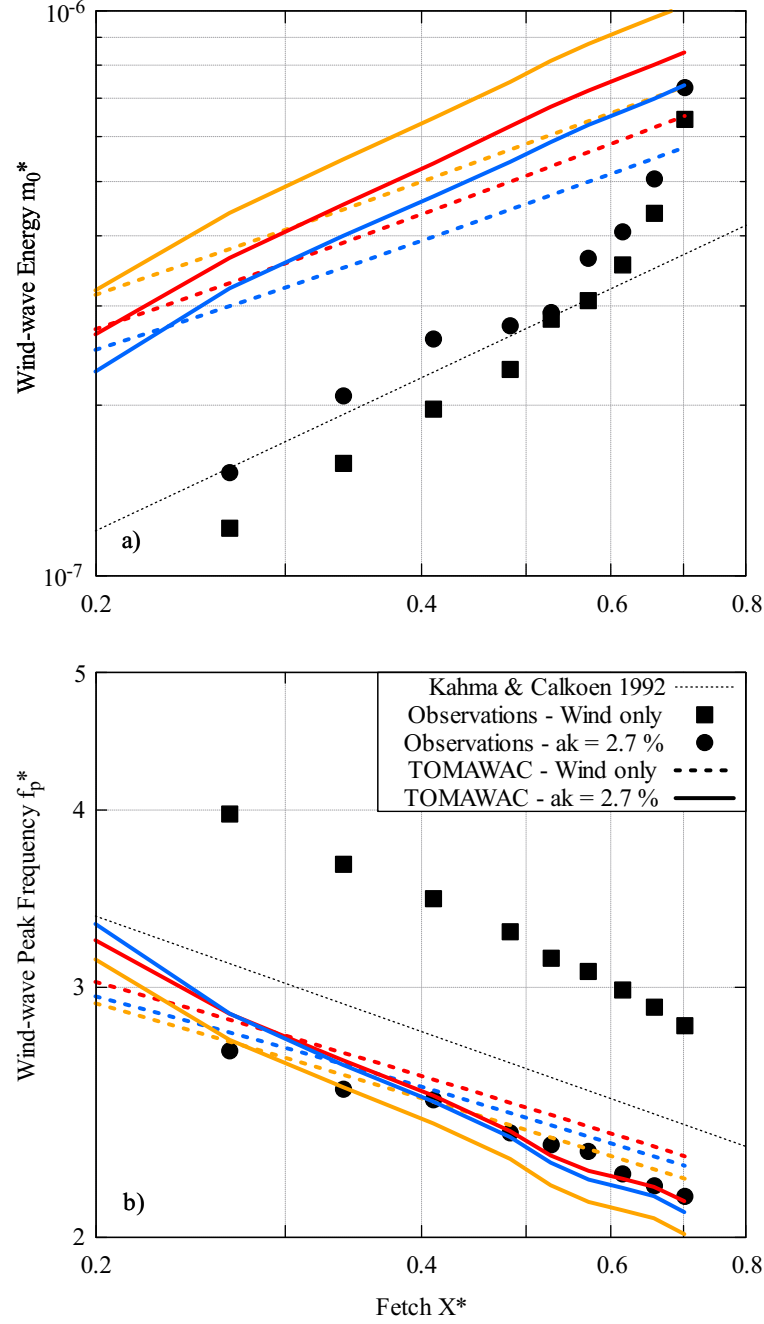 10-6
Wind-wave Energy m0*
a)
10-7
0.2
0.4
0.6
0.8
5
Kahma & Calkoen 1992
Observations - Wind only
Observations - ak = 2.7 %
TOMAWAC - Wind only
TOMAWAC - ak = 2.7 %
4
Wind-wave Peak Frequency fp*
3
b)
2
0.2
0.4
0.6
0.8
Fetch X*